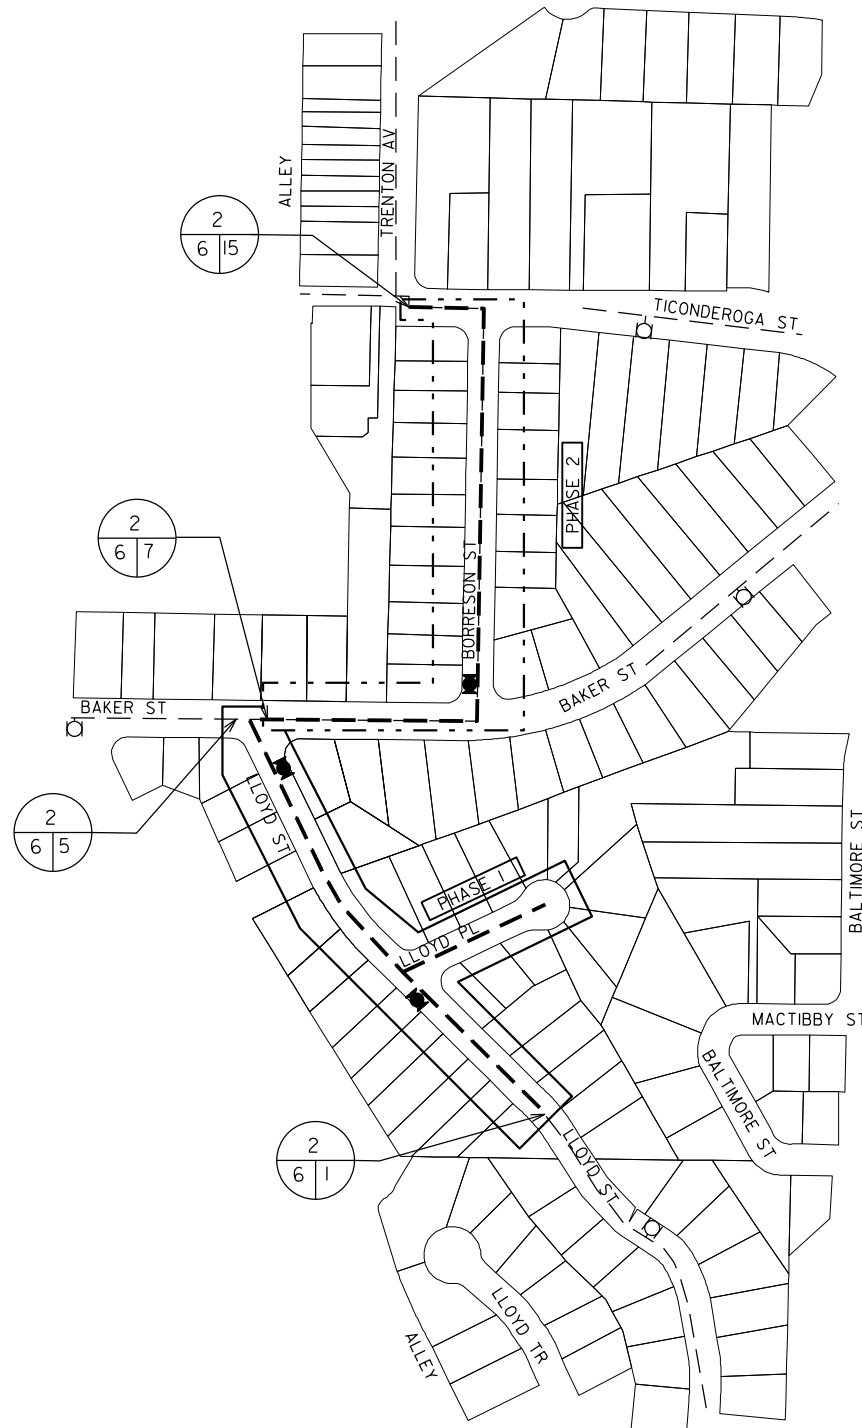 ALLEY
TRENTON AV
2
6 15
TICONDEROGA ST
PHASE 2
2
6 7
BORRESON ST
BAKER ST
BAKER ST
LLOYD ST
2
6 5
PHASE 1
BALTIMORE ST
LLOYD PL
MACTIBBY ST
BALTIMORE ST
2
6 1
LLOYD ST
LLOYD TR
ALLEY